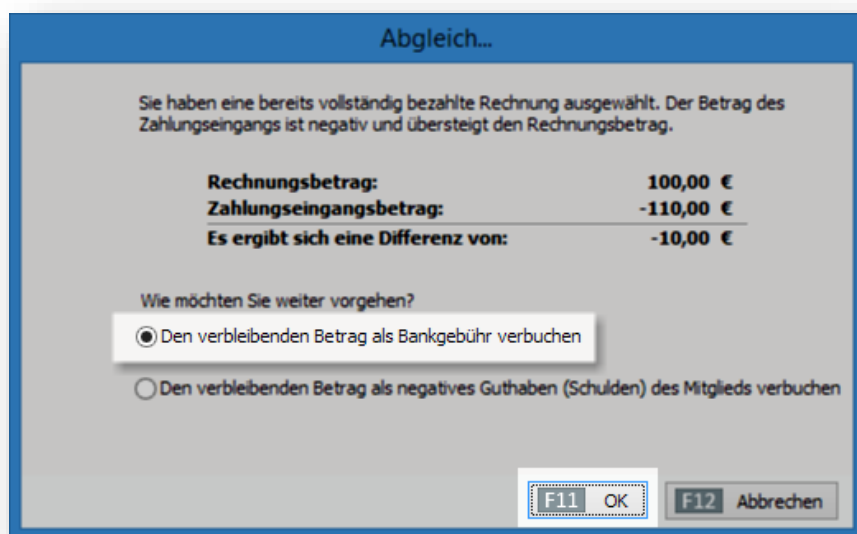 Abgleich...
Sie haben eine bereits vollständig bezahlte Rechnung ausgewählt. Der Betrag des
Zahlungseingangs ist negativ und übersteigt den Rechnungsbetrag.
Rechnungsbetrag: 100,00 €
Zahlungseingangsbetrag: -110,00 €
Es ergibt sich eine Differenz von: -10,00 €
Wie möchten Sie weiter vorgehen?
Den verbleibenden Betrag als Bankgebühr verbuchen
Den verbleibenden Betrag als negatives Guthaben (Schulden) des Mitglieds verbuchen
F11 OK F12 Abbrechen